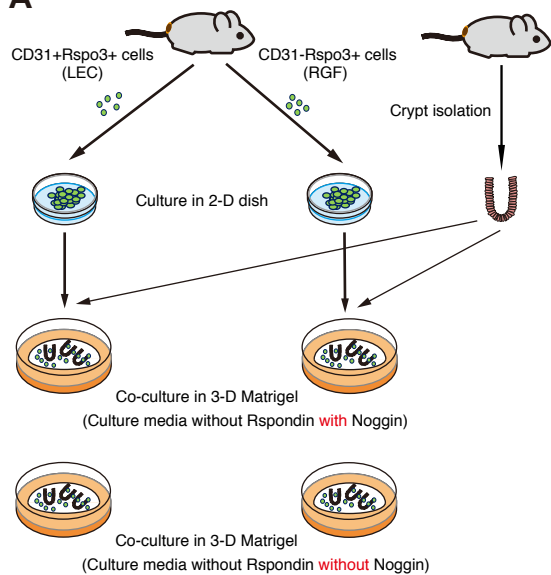 A
CD31+Rspo3+ cells
(LEC)
CD31-Rspo3+ cells
(RGF)
Crypt isolation
Culture in 2-D dish
Co-culture in 3-D Matrigel
(Culture media without Rspondin with Noggin)
Co-culture in 3-D Matrigel
(Culture media without Rspondin without Noggin)